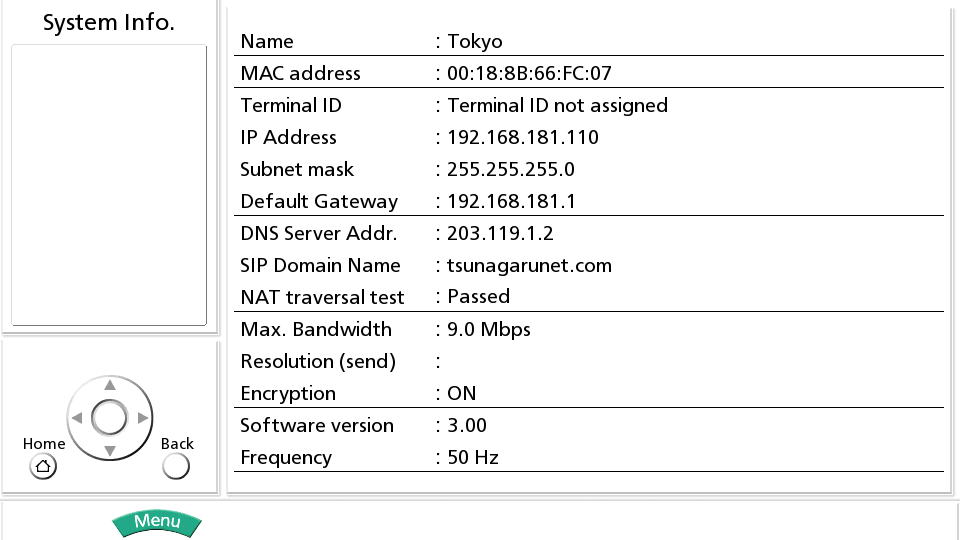 System Info.
Name : Tokyo
MAC address : 00:18:8B:66:FC:07
Terminal ID : Terminal ID not assigned
IP Address : 192.168.181.110
Subnet mask : 255.255.255.0
Default Gateway : 192.168.181.1
DNS Server Addr. : 203.119.1.2
SIP Domain Name : tsunagarunet.com
NAT traversal test : Passed
Max. Bandwidth : 9.0 Mbps
Resolution (send) :
Encryption : ON
Software version : 3.00
Frequency : 50 Hz
Home
Back
Menu